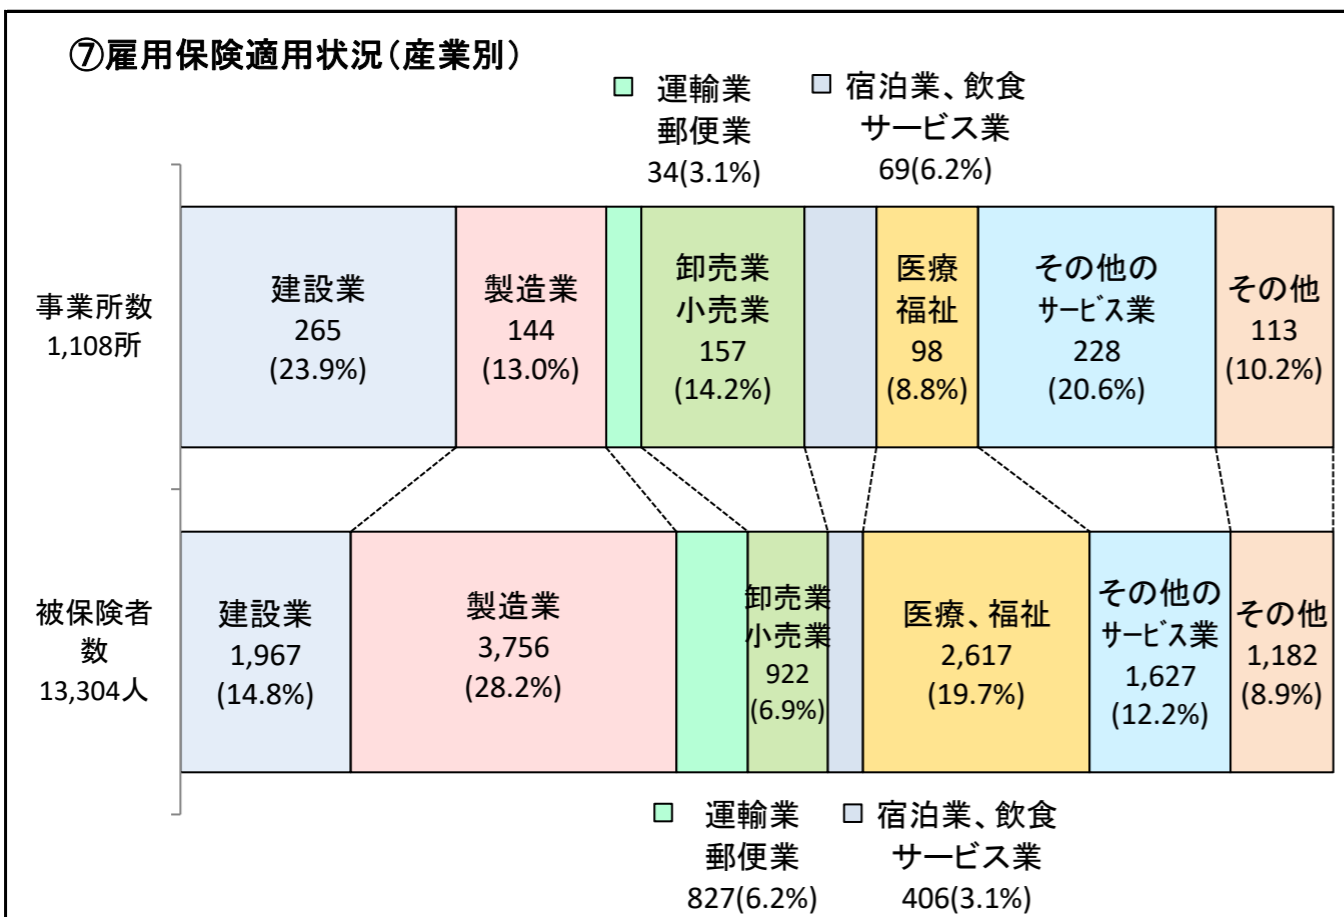 ⑦雇用保険適用状況（産業別）
運輸業
郵便業
34(3.1%)
宿泊業、飲食
サービス業
69(6.2%)
事業所数
1,108所
建設業
265
(23.9%)
製造業
144
(13.0%)
卸売業
小売業
157
(14.2%)
医療
福祉
98
(8.8%)
その他の
ｻｰﾋﾞｽ業
228
(20.6%)
その他
113
(10.2%)
被保険者
数
13,304人
建設業
1,967
(14.8%)
製造業
3,756
(28.2%)
卸売業
小売業
922
(6.9%)
医療、福祉
2,617
(19.7%)
その他の
ｻｰﾋﾞｽ業
1,627
(12.2%)
その他
1,182
(8.9%)
運輸業
郵便業
827(6.2%)
宿泊業、飲食
サービス業
406(3.1%)